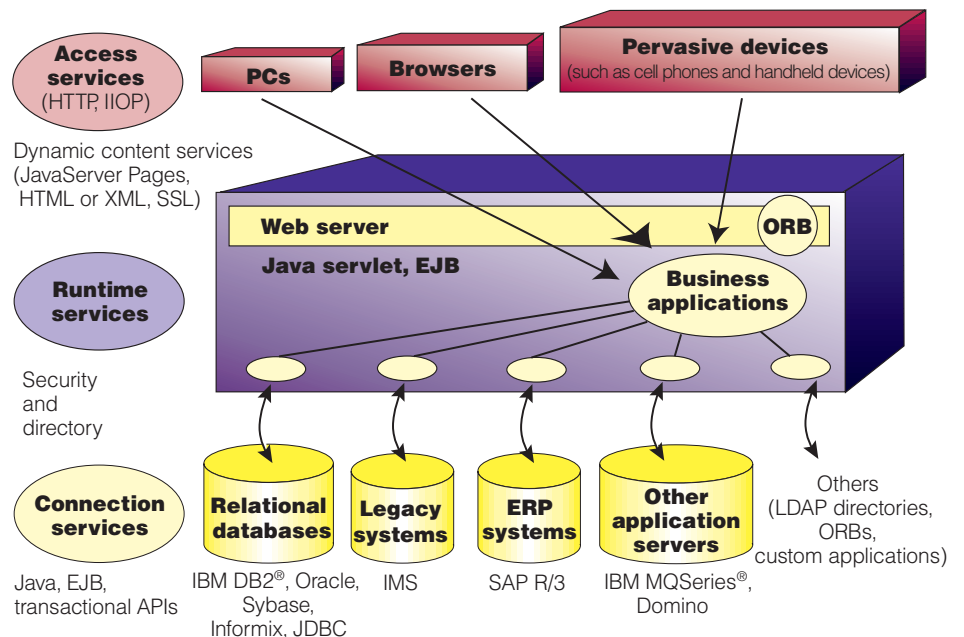 Access
services
(HTTP, IIOP)
PCs
Browsers
Pervasive devices
(such as cell phones and handheld devices)
Dynamic content services
(JavaServer Pages,
HTML or XML, SSL)
Web server
ORB
Java servlet, EJB
Business
applications
Runtime
services
Security
and
directory
Connection
services
Java, EJB,
transactional APIs
Relational
databases
IBM DB2®, Oracle,
Sybase,
Informix, JDBC
Legacy
systems
IMS
ERP
systems
SAP R/3
Other
application
servers
IBM MQSeries®,
Domino
Others
(LDAP directories,
ORBs,
custom applications)